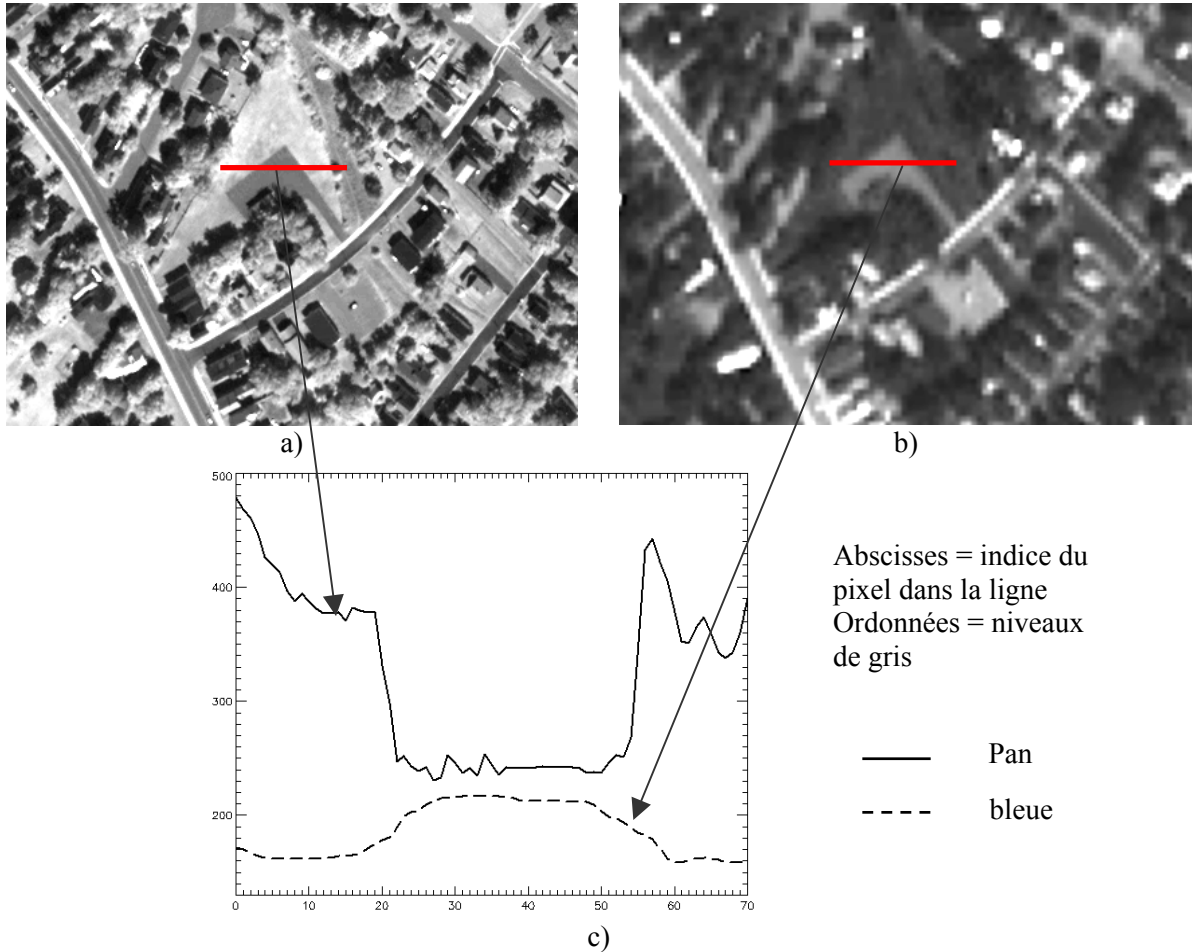 a)
b)
500
400
300
200
0
10
20
30
40
50
60
70
Abscisses = indice du
pixel dans la ligne
Ordonnées = niveaux
de gris
Pan
bleue
c)